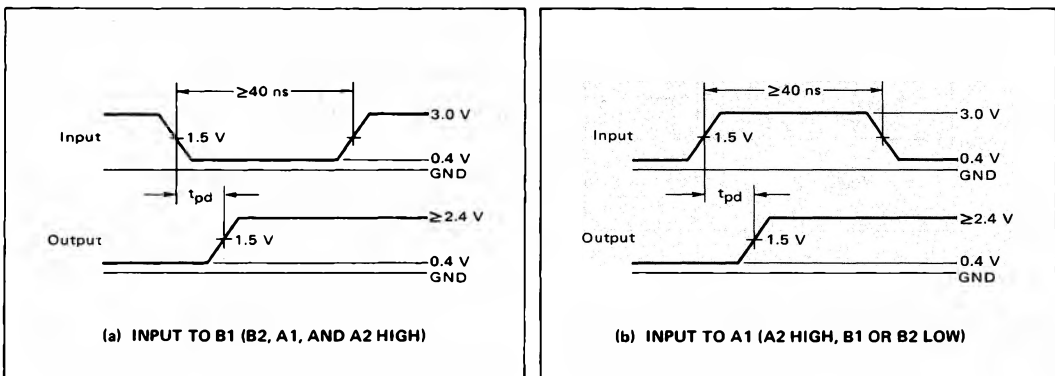 ≥40 ns
3.0 V
Input
1.5 V
0.4 V
GND
tpd
≥2.4 V
Output
1.5 V
0.4 V
GND
(a) INPUT TO B1 (B2, A1, AND A2 HIGH)
≥40 ns
3.0 V
Input
1.5 V
0.4 V
GND
tpd
≥2.4 V
Output
1.5 V
0.4 V
GND
(b) INPUT TO A1 (A2 HIGH, B1 OR B2 LOW)